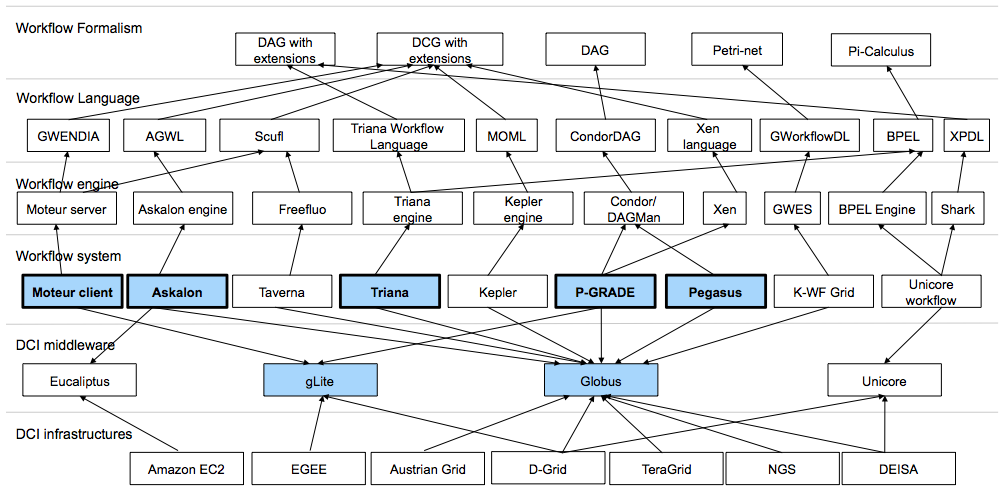 Workflow Formalism
DAG with
extensions
DCG with
extensions
DAG
Petri-net
Pi-Calculus
Workflow Language
GWENDIA
AGWL
Scufl
Triana Workflow
Language
MOML
CondorDAG
Xen
language
GWorkflowDL
BPEL
XPDL
Workflow engine
Moteur server
Askalon engine
Freefluo
Triana
engine
Kepler
engine
Condor/
DAGMan
Xen
GWES
BPEL Engine
Shark
Workflow system
Moteur client
Askalon
Taverna
Triana
Kepler
P-GRADE
Pegasus
K-WF Grid
Unicore
workflow
DCI middleware
Eucaliptus
gLite
Globus
Unicore
DCI infrastructures
Amazon EC2
EGEE
Austrian Grid
D-Grid
TeraGrid
NGS
DEISA